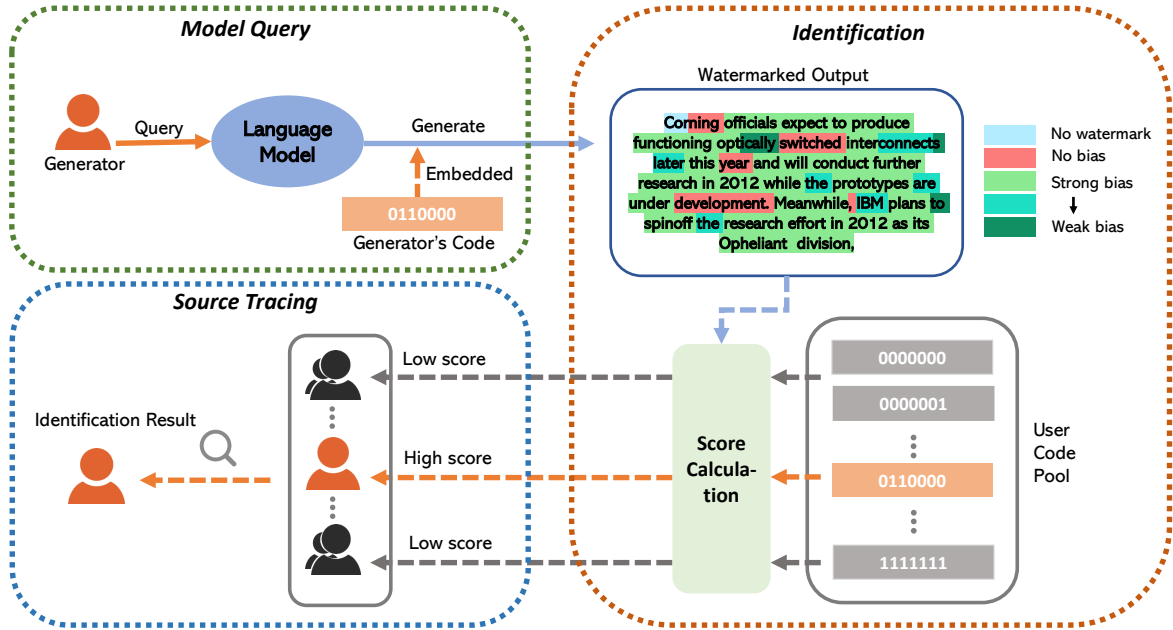 Model Query
Generator
Query
Language
Model
Generate
Embedded
0110000
Generator's Code
Identification
Watermarked Output
Corning officials expect to produce
functioning optically switched interconnects
later this year and will conduct further
research in 2012 while the prototypes are
under development. Meanwhile, IBM plans to
spinoff the research effort in 2012 as its
Opheliant division,
No watermark
No bias
Strong bias
Weak bias
Source Tracing
Identification Result
Low score
High score
Low score
Score
Calcula-
tion
0000000
0000001
0110000
1111111
User
Code
Pool